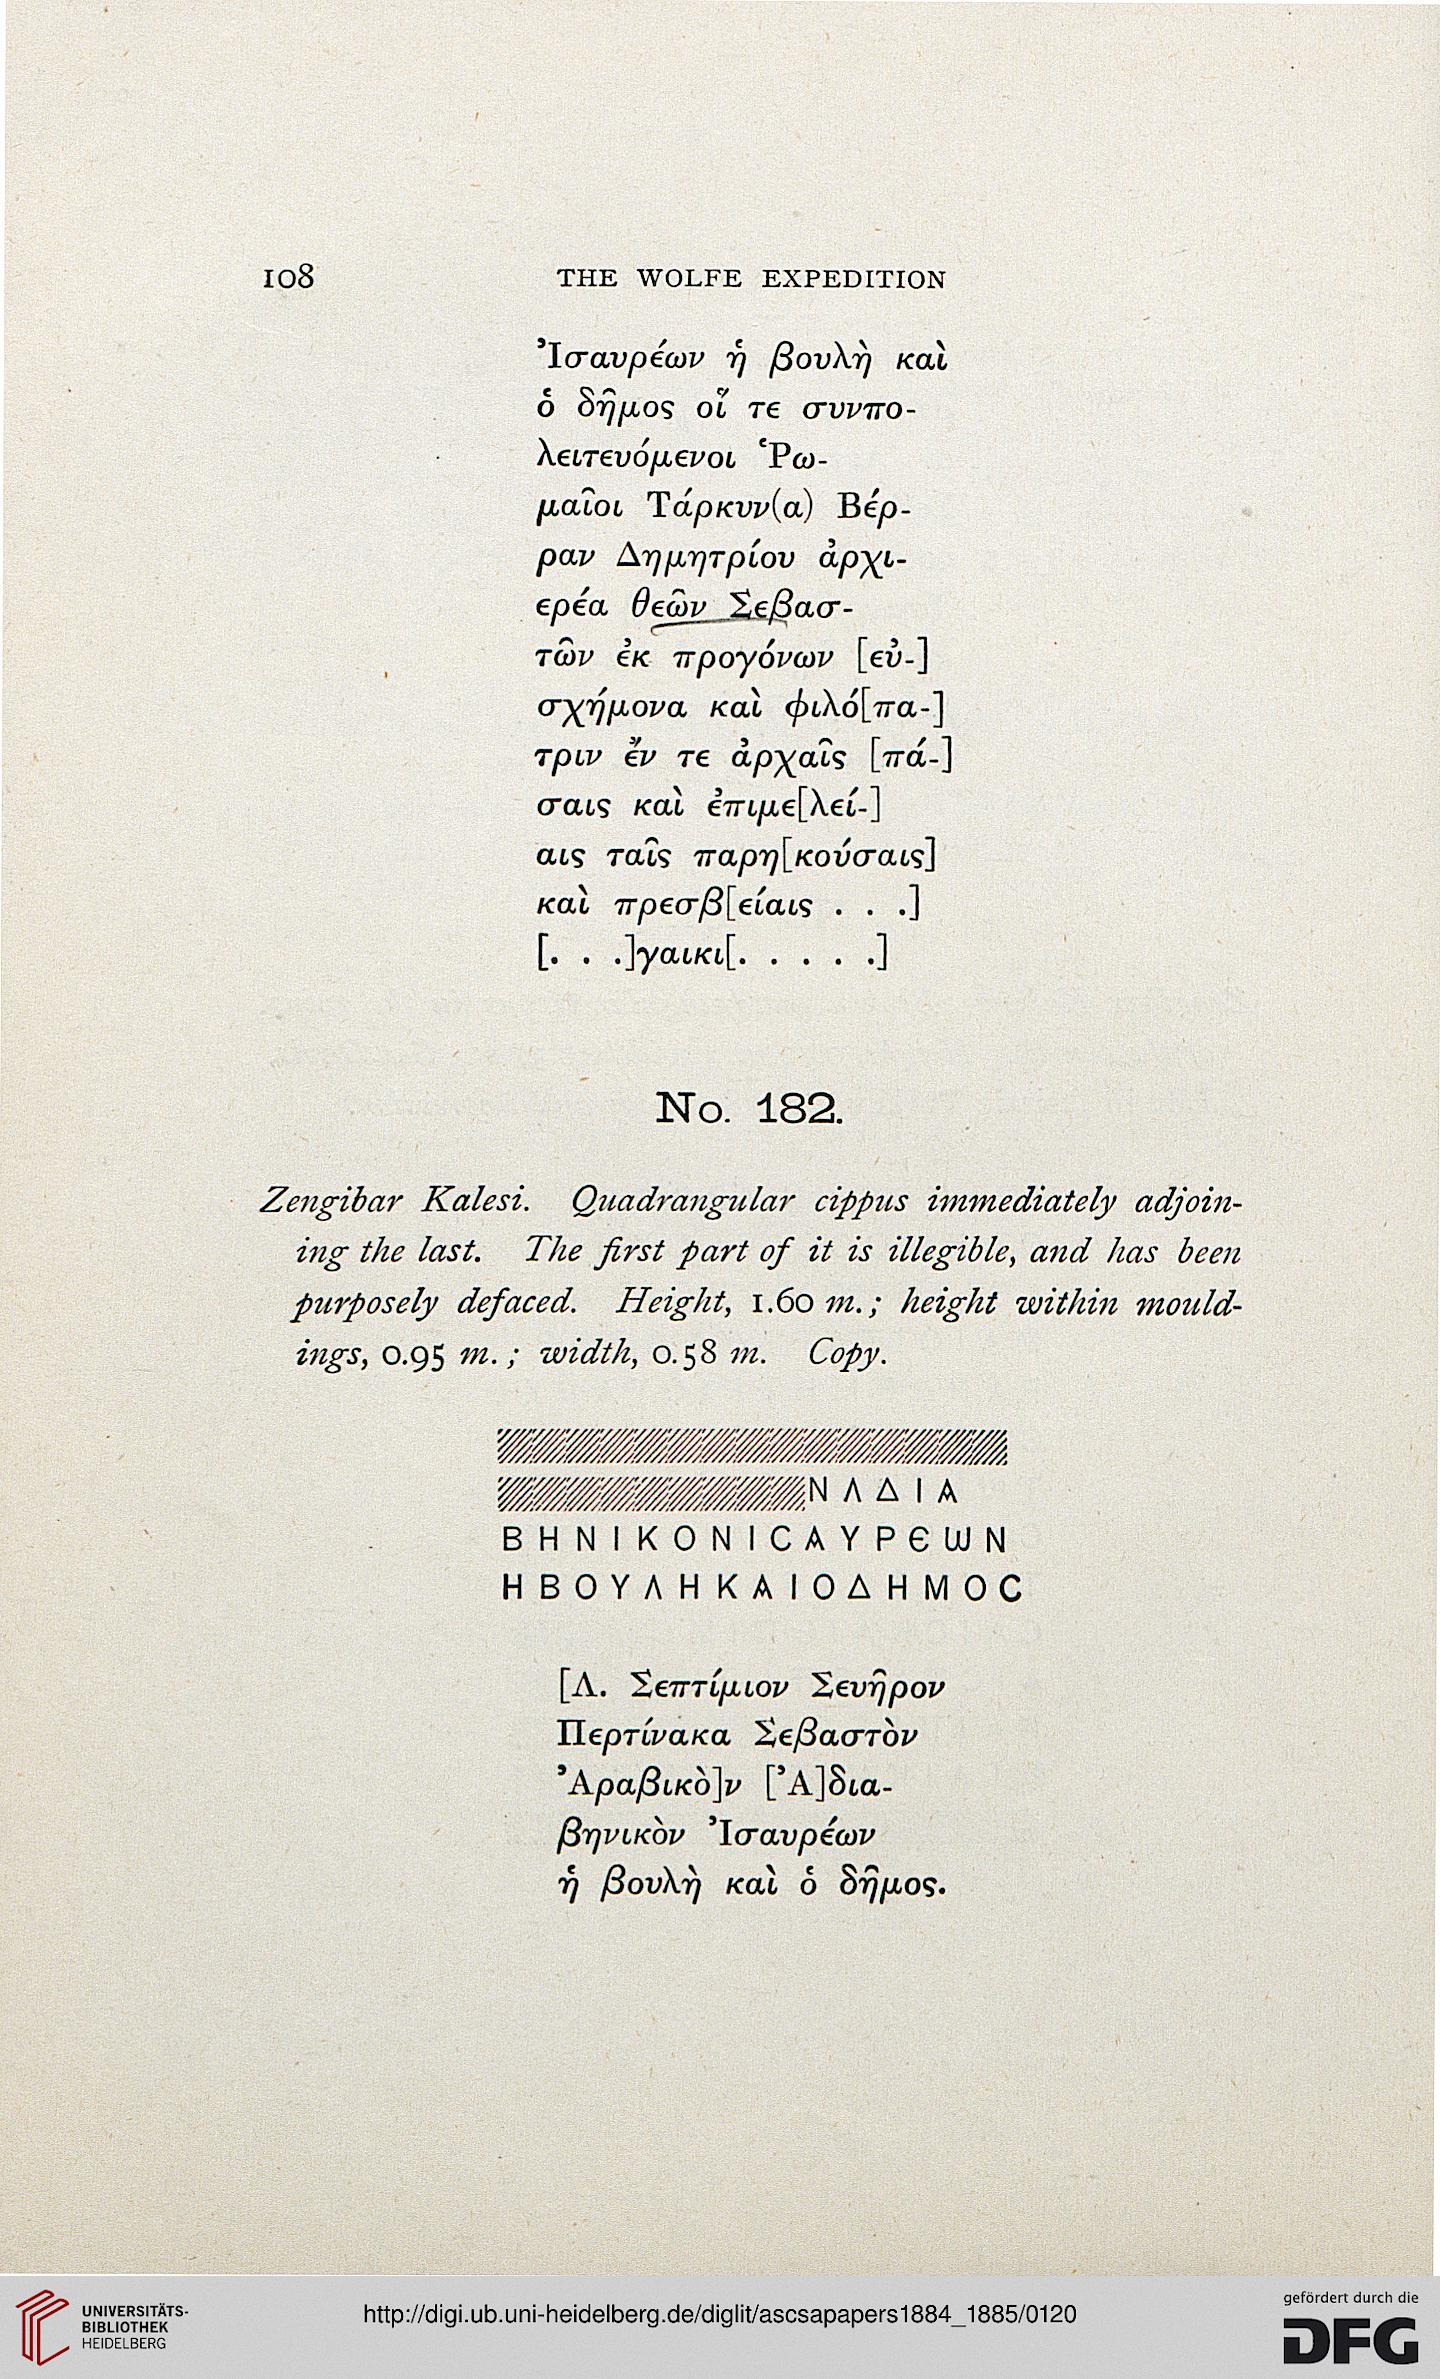 108 THE WOLFE EXPEDITION
Ἰσαυρέων ἡ βουλὴ καὶ
ὁ δῆμος οἵ τε συνπο-
λειτευόμενοι Ῥω-
μαῖοι Τάρκυν(α) Βέρ-
ραν Δημητρίου ἀρχι-
ερέα θεῶν Σεβασ-
τῶν ἐκ προγόνων [εὐ-]
σχήμονα καὶ φιλό[πα-]
τριν ἔν τε ἀρχαῖς [πά-]
σαις καὶ ἐπιμε[λεί-]
αις ταῖς παρη[κούσαις]
καὶ πρεσβ[είαις . . .]
[. . .]γαικι[. . . . .]
No. 182.
Zengibar Kalesi. Quadrangular cippus immediately adjoin-
ing the last. The first part of it is illegible, and has been
purposely defaced. Height, 1.60 m.; height within mould-
ings, 0.95 m.; width, 0.58 m. Copy.
ΝΛΔΙΑ
ΒΗΝΙΚΟΝΙϹΑΥΡЄѠΝ
ΗΒΟΥΛΗΚΑΙΟΔΗΜΟϹ
[Λ. Σεπτίμιον Σευῆρον
Περτίνακα Σεβαστὸν
Ἀραβικὸ]ν [Ἀ]δια-
βηνικὸν Ἰσαυρέων
ἡ βουλὴ καὶ ὁ δῆμος.
UNIVERSITÄTS-
BIBLIOTHEK
HEIDELBERG
http://digi.ub.uni-heidelberg.de/diglit/ascsapapers1884_1885/0120
gefördert durch die
DFG